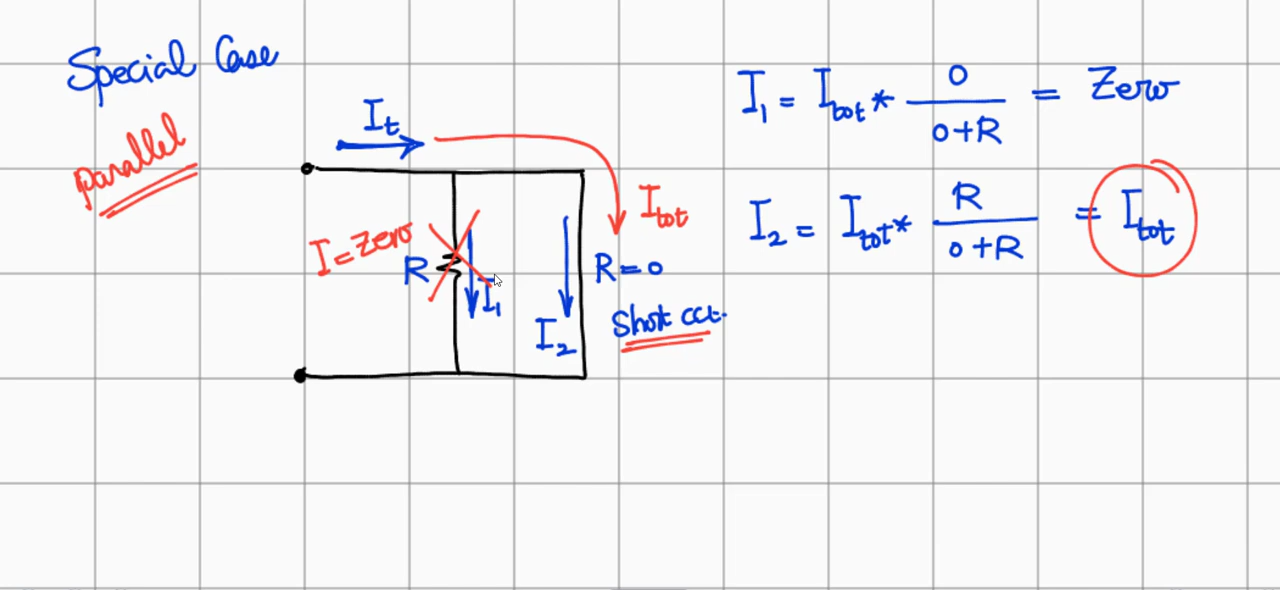 Special Case
parallel
It
I1 = Itot* 0/0+R = Zero
I2 = Itot* R/0+R = Itot
Itot
I=Zero
R
I1
R=0
I2
Short cct.